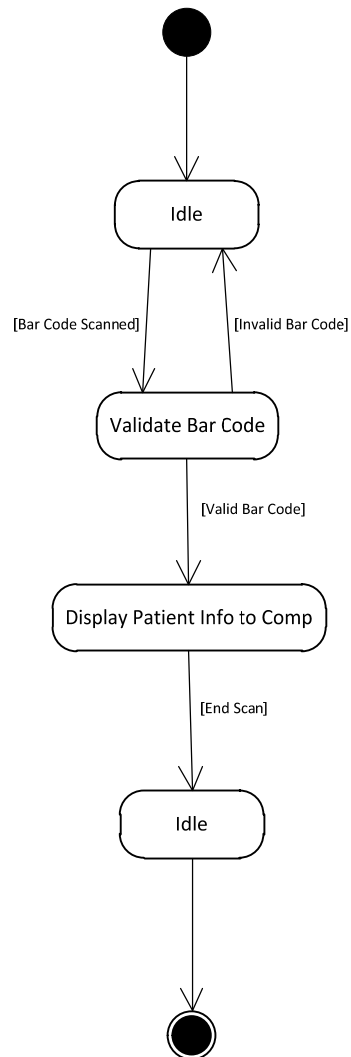 Idle
[Bar Code Scanned]
[Invalid Bar Code]
Validate Bar Code
[Valid Bar Code]
Display Patient Info to Comp
[End Scan]
Idle